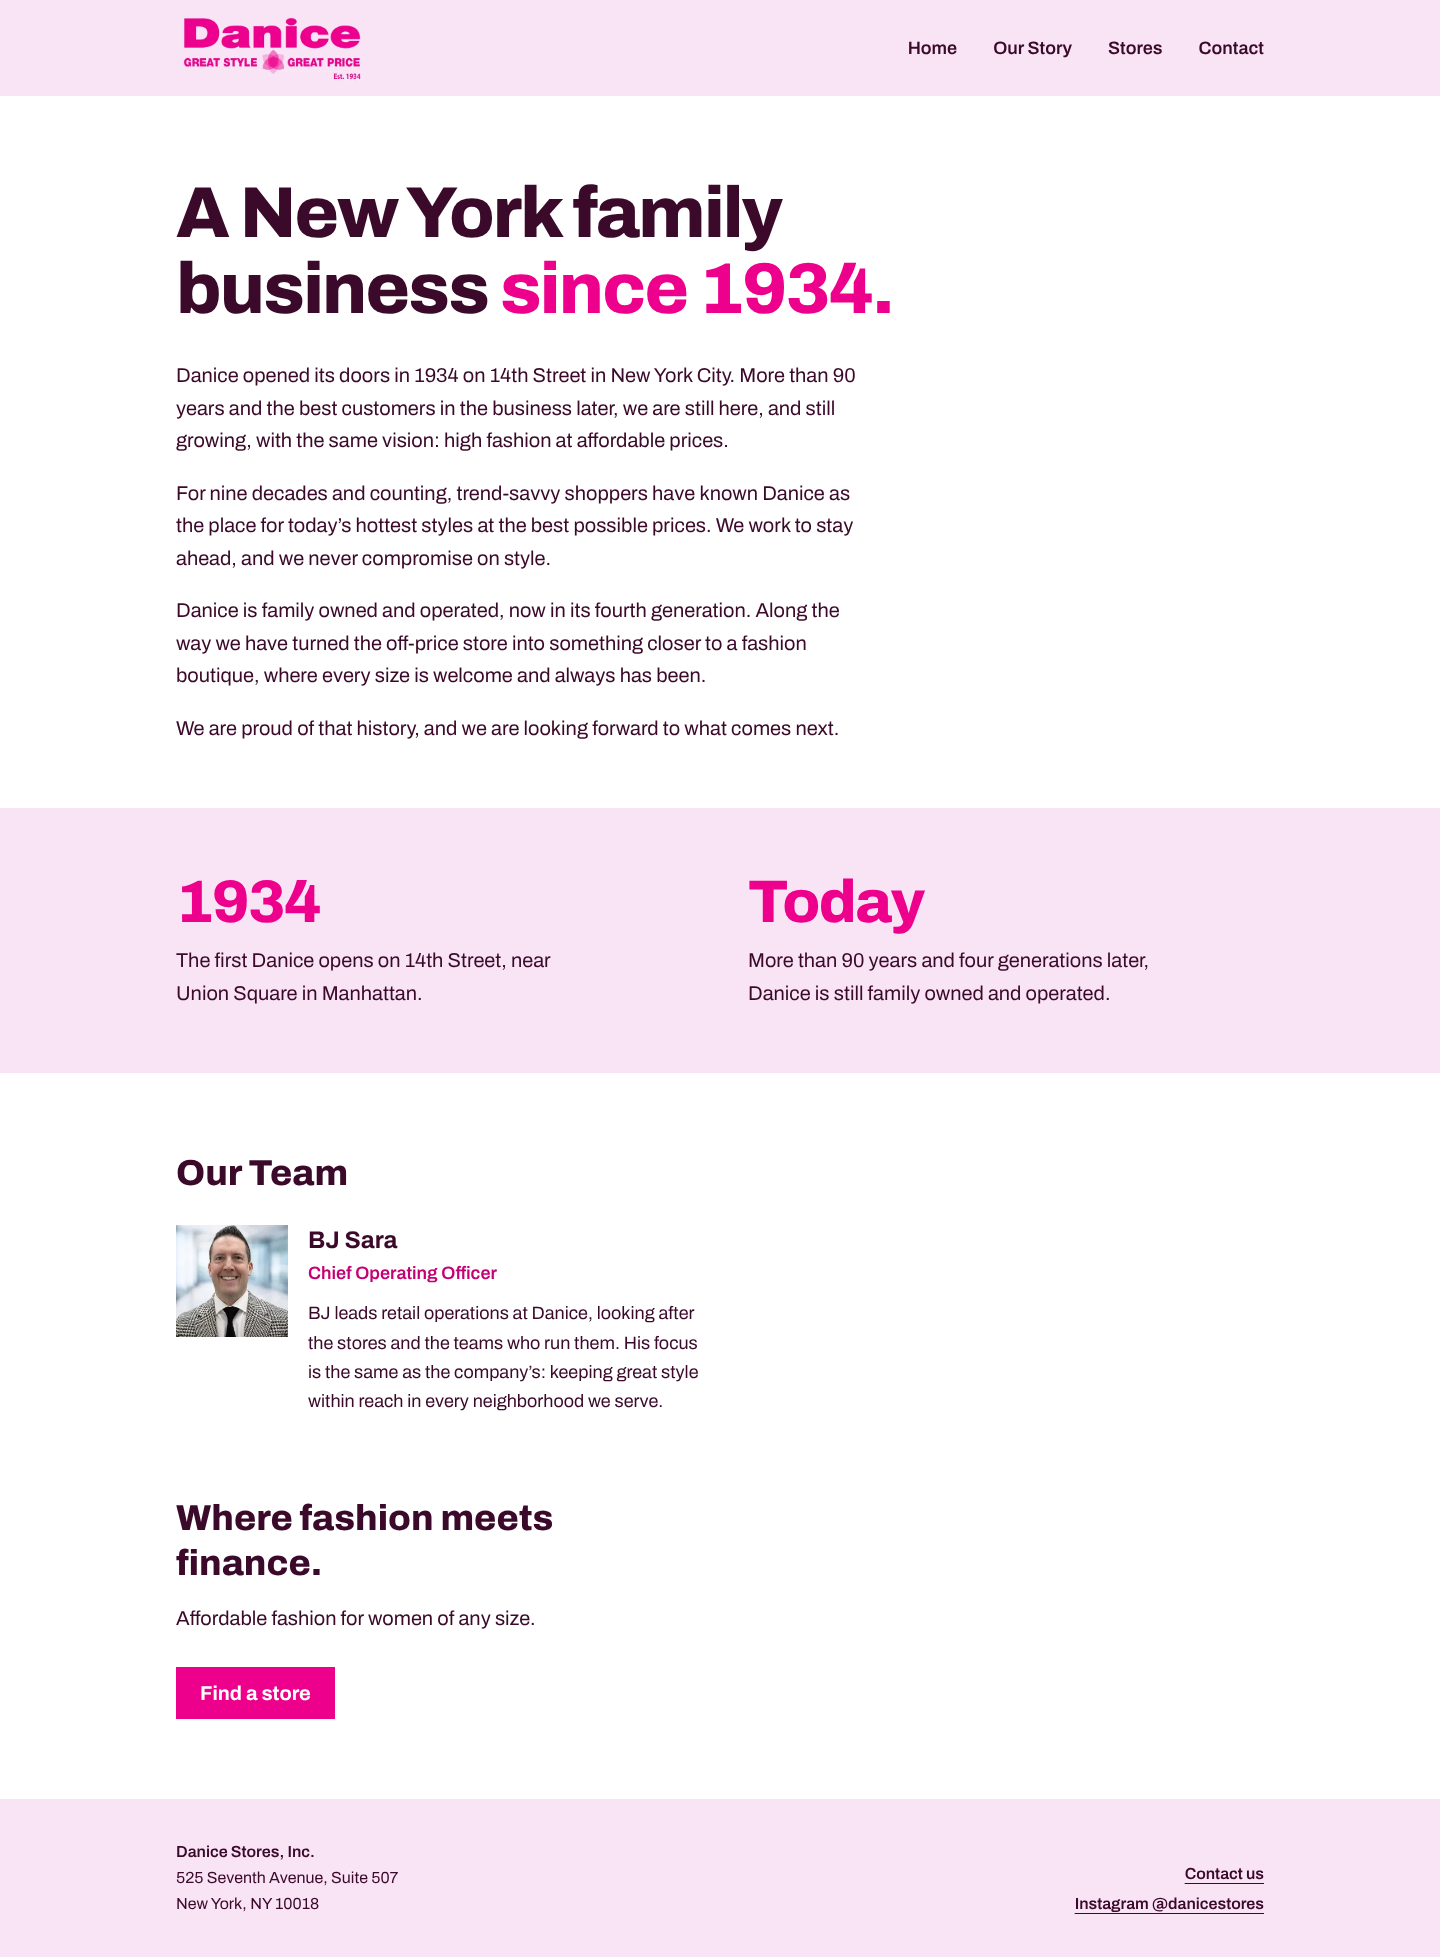 Danice
GREAT STYLE GREAT PRICE
Est. 1934
Home Our Story Stores Contact
A New York family
business since 1934.
Danice opened its doors in 1934 on 14th Street in New York City. More than 90
years and the best customers in the business later, we are still here, and still
growing, with the same vision: high fashion at affordable prices.
For nine decades and counting, trend-savvy shoppers have known Danice as
the place for today’s hottest styles at the best possible prices. We work to stay
ahead, and we never compromise on style.
Danice is family owned and operated, now in its fourth generation. Along the
way we have turned the off-price store into something closer to a fashion
boutique, where every size is welcome and always has been.
We are proud of that history, and we are looking forward to what comes next.
1934
The first Danice opens on 14th Street, near
Union Square in Manhattan.
Today
More than 90 years and four generations later,
Danice is still family owned and operated.
Our Team
BJ Sara
Chief Operating Officer
BJ leads retail operations at Danice, looking after
the stores and the teams who run them. His focus
is the same as the company’s: keeping great style
within reach in every neighborhood we serve.
Where fashion meets
finance.
Affordable fashion for women of any size.
Find a store
Danice Stores, Inc.
525 Seventh Avenue, Suite 507
New York, NY 10018
Contact us
Instagram @danicestores